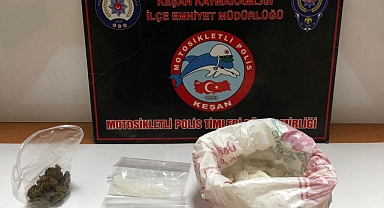 KEŞAN KAYMAKAMLIĞI
İLÇE EMNİYET MÜDÜRLÜĞÜ
MOTOSİKLETLİ POLİS
KEŞAN
MOTOSİKLETLİ POLİS TİMLERİ